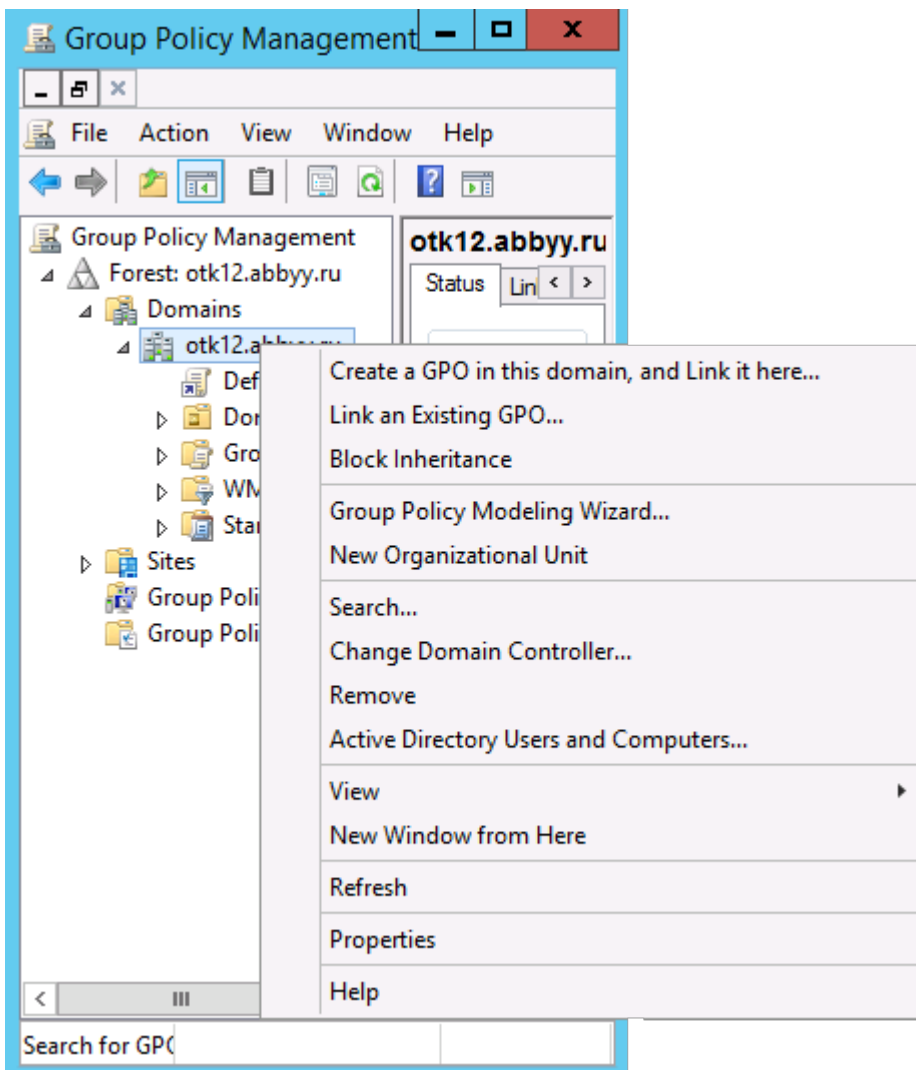 Group Policy Management
File Action View Window Help
Group Policy Management
Forest: otk12.abbyy.ru
Domains
otk12.abbyy.ru
Def
Dor
Gro
WM
Star
Sites
Group Poli
Group Poli
otk12.abbyy.ru
Status Lin
Create a GPO in this domain, and Link it here...
Link an Existing GPO...
Block Inheritance
Group Policy Modeling Wizard...
New Organizational Unit
Search...
Change Domain Controller...
Remove
Active Directory Users and Computers...
View
New Window from Here
Refresh
Properties
Help
Search for GPO